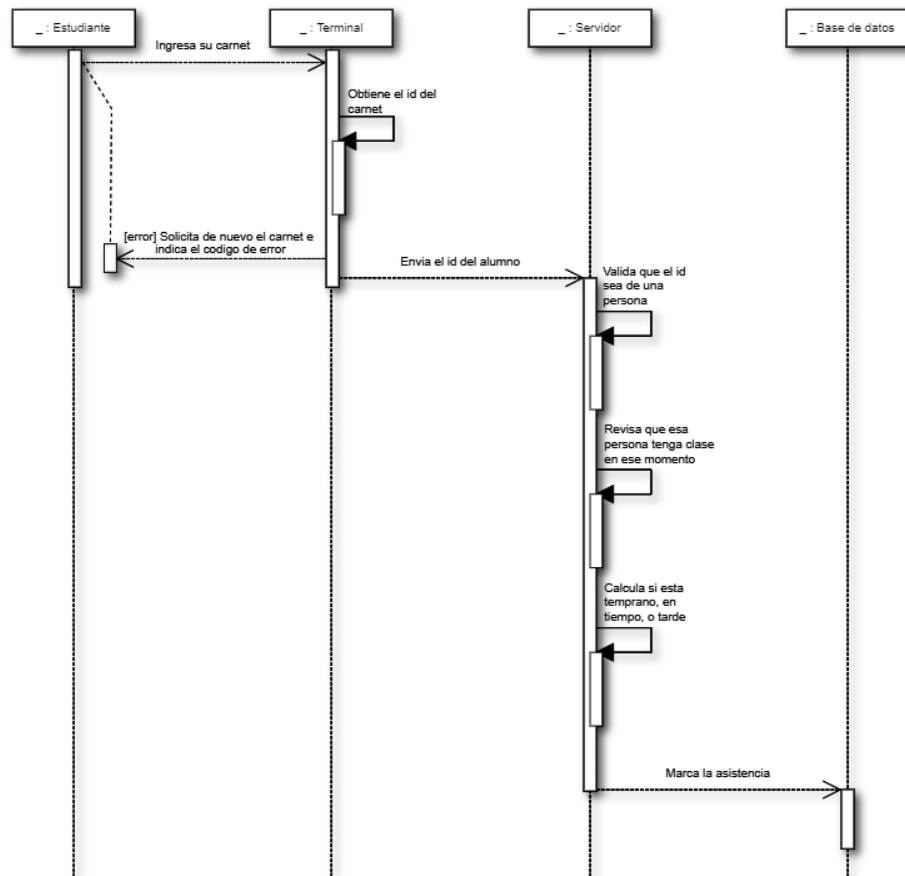 _ : Estudiante
_ : Terminal
_ : Servidor
_ : Base de datos
Ingresa su carnet
Obtiene el id del
carnet
[error] Solicita de nuevo el carnet e
indica el codigo de error
Envia el id del alumno
Valida que el id
sea de una
persona
Revisa que esa
persona tenga clase
en ese momento
Calcula si esta
temprano, en
tiempo, o tarde
Marca la asistencia